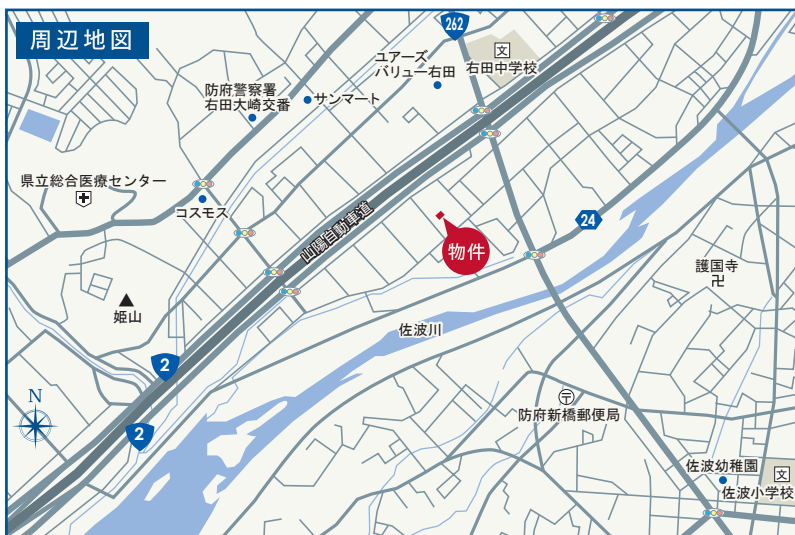 周辺地図
262
文
右田中学校
ユアーズ
バリュー右田
防府警察署
右田大崎交番
サンマート
県立総合医療センター
コスモス
山陽自動車道
物件
24
護国寺
卍
姫山
佐波川
2
N
2
〒
防府新橋郵便局
佐波幼稚園
文
佐波小学校